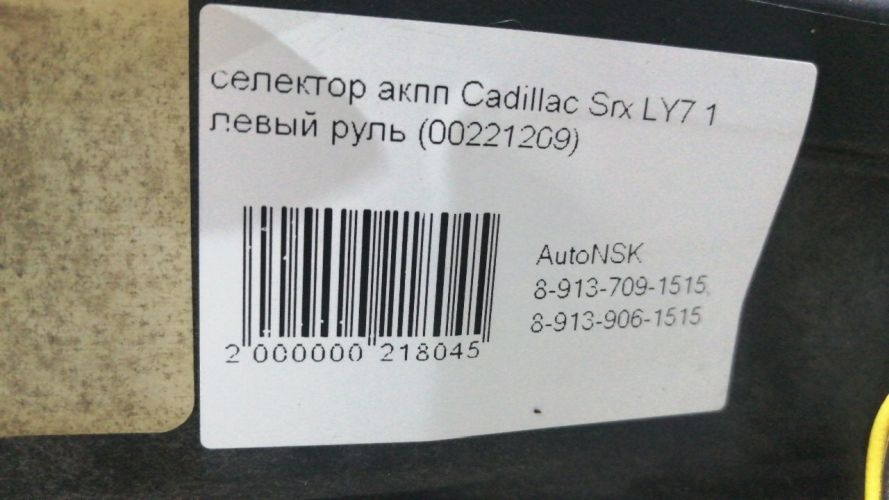 селектор акпп Cadillac Srx LY7 1
левый руль (00221209)
AutoNSK
8-913-709-1515,
8-913-906-1515
2 000000 218045